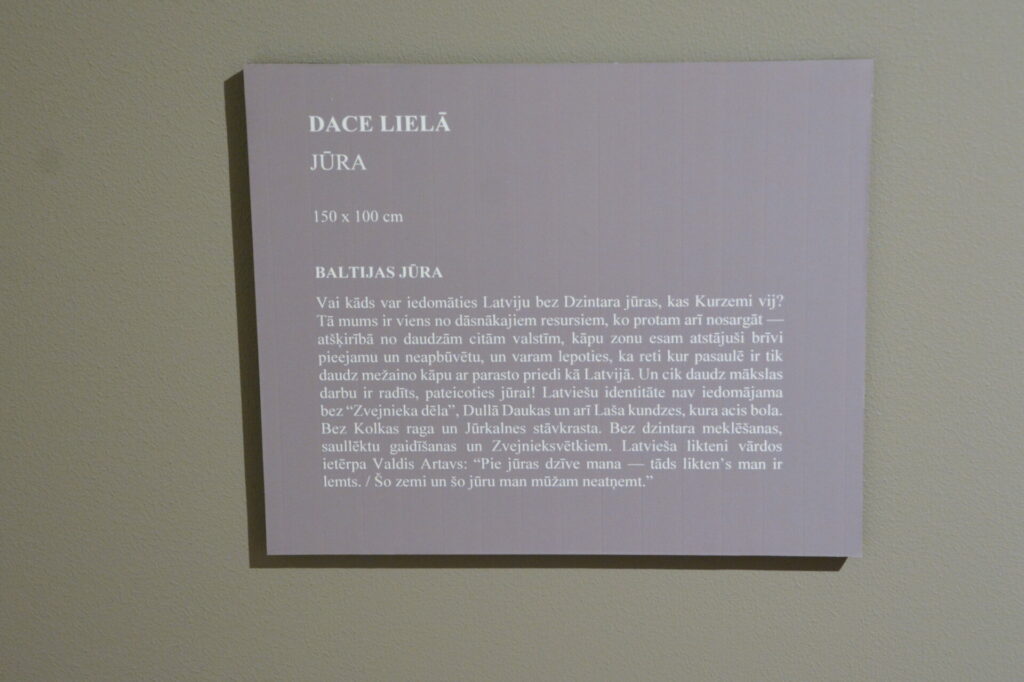 DACE LIELĀ
JŪRA
150 x 100 cm
BALTIJAS JŪRA
Vai kāds var iedomāties Latviju bez Dzintara jūras, kas Kurzemi vij?
Tā mums ir viens no dāsnākajiem resursiem, ko protam arī nosargāt —
atšķirībā no daudzām citām valstīm, kāpu zonu esam atstājuši brīvi
pieejamu un neapbūvētu, un varam lepoties, ka reti kur pasaulē ir tik
daudz mežaino kāpu ar parasto priedi kā Latvijā. Un cik daudz mākslas
darbu ir radīts, pateicoties jūrai! Latviešu identitāte nav iedomājama
bez “Zvejnieka dēla”, Dullā Daukas un arī Laša kundzes, kura acis bola.
Bez Kolkas raga un Jūrkalnes stāvkrasta. Bez dzintara meklēšanas,
saullēktu gaidīšanas un Zvejnieksvētkiem. Latvieša likteni vārdos
ietērpa Valdis Artavs: “Pie jūras dzīve mana — tāds likten’s man ir
lemts. / Šo zemi un šo jūru man mūžam neatņemt.”